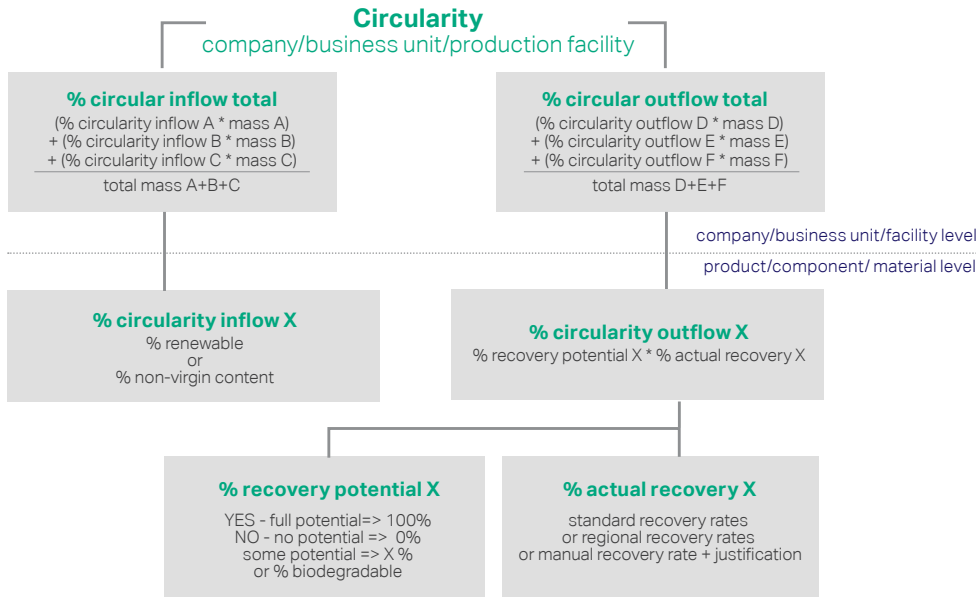 Circularity
company/business unit/production facility
% circular inflow total
(% circularity inflow A * mass A)
+ (% circularity inflow B * mass B)
+ (% circularity inflow C * mass C)
total mass A+B+C
% circular outflow total
(% circularity outflow D * mass D)
+ (% circularity outflow E * mass E)
+ (% circularity outflow F * mass F)
total mass D+E+F
company/business unit/facility level
product/component/ material level
% circularity inflow X
% renewable
or
% non-virgin content
% circularity outflow X
% recovery potential X * % actual recovery X
% recovery potential X
YES - full potential=> 100%
NO - no potential => 0%
some potential => X %
or % biodegradable
% actual recovery X
standard recovery rates
or regional recovery rates
or manual recovery rate + justification